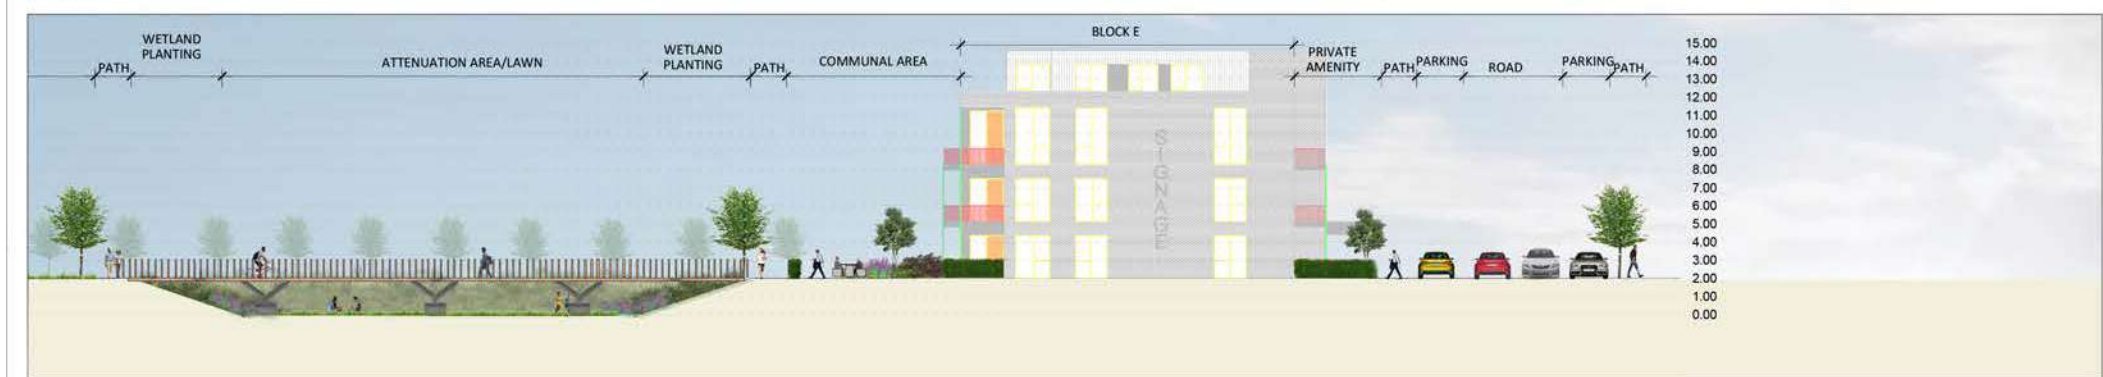 BLOCK E
WETLAND
PLANTING
PATH
ATTENUATION AREA/LAWN
WETLAND
PLANTING
PATH
COMMUNAL AREA
PRIVATE
AMENITY
PATH
PARKING
ROAD
PARKING
PATH
SIGNAGE
15.00
14.00
13.00
12.00
11.00
10.00
9.00
8.00
7.00
6.00
5.00
4.00
3.00
2.00
1.00
0.00